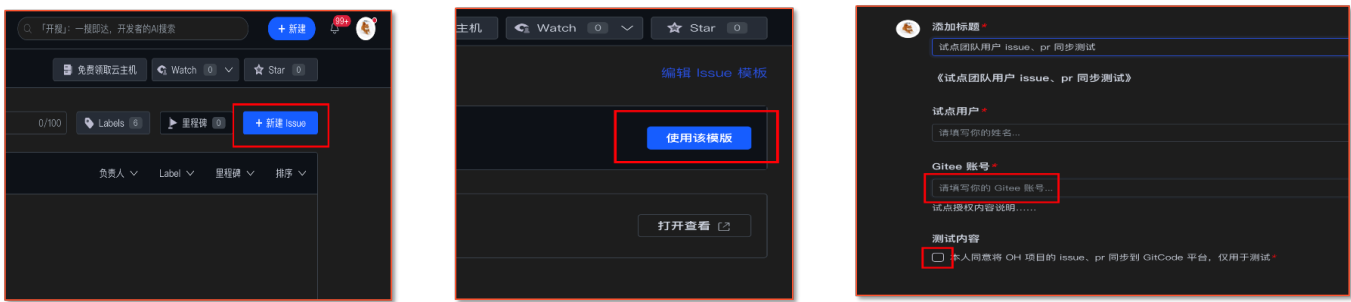 「开搜」：一搜即达，开发者的AI搜索
+ 新建
99+
免费领取云主机
Watch 0
Star 0
0/100
Labels 6
里程碑 0
+ 新建 Issue
负责人
Label
里程碑
排序
主机
Watch 0
Star 0
编辑 Issue 模板
使用该模版
打开查看
添加标题*
试点团队用户 issue、pr 同步测试
《试点团队用户 issue、pr 同步测试》
试点用户*
请填写你的姓名...
Gitee 账号*
请填写你的 Gitee 账号...
试点授权内容说明......
测试内容
本人同意将 OH 项目的 issue、pr 同步到 GitCode 平台，仅用于测试*